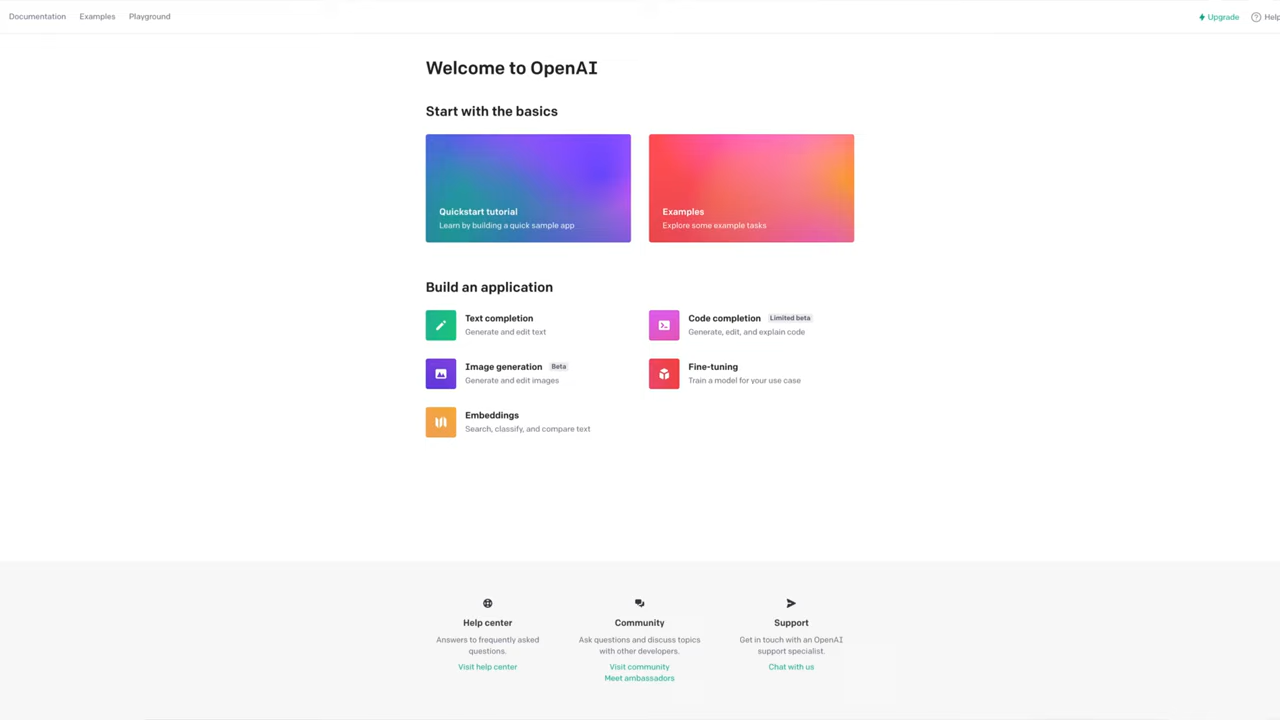 Documentation Examples Playground Upgrade Help
Welcome to OpenAI
Start with the basics
Quickstart tutorial
Learn by building a quick sample app
Examples
Explore some example tasks
Build an application
Text completion
Generate and edit text
Code completion Limited beta
Generate, edit, and explain code
Image generation Beta
Generate and edit images
Fine-tuning
Train a model for your use case
Embeddings
Search, classify, and compare text
Help center
Answers to frequently asked
questions.
Visit help center
Community
Ask questions and discuss topics
with other developers.
Visit community
Meet ambassadors
Support
Get in touch with an OpenAI
support specialist.
Chat with us